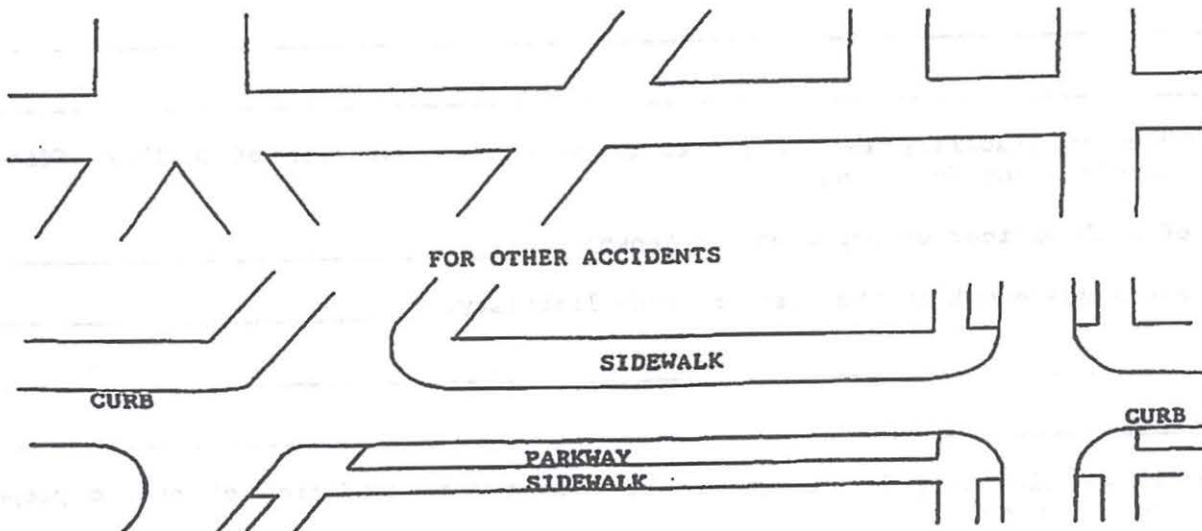 FOR OTHER ACCIDENTS
SIDEWALK
CURB
CURB
PARKWAY
SIDEWALK